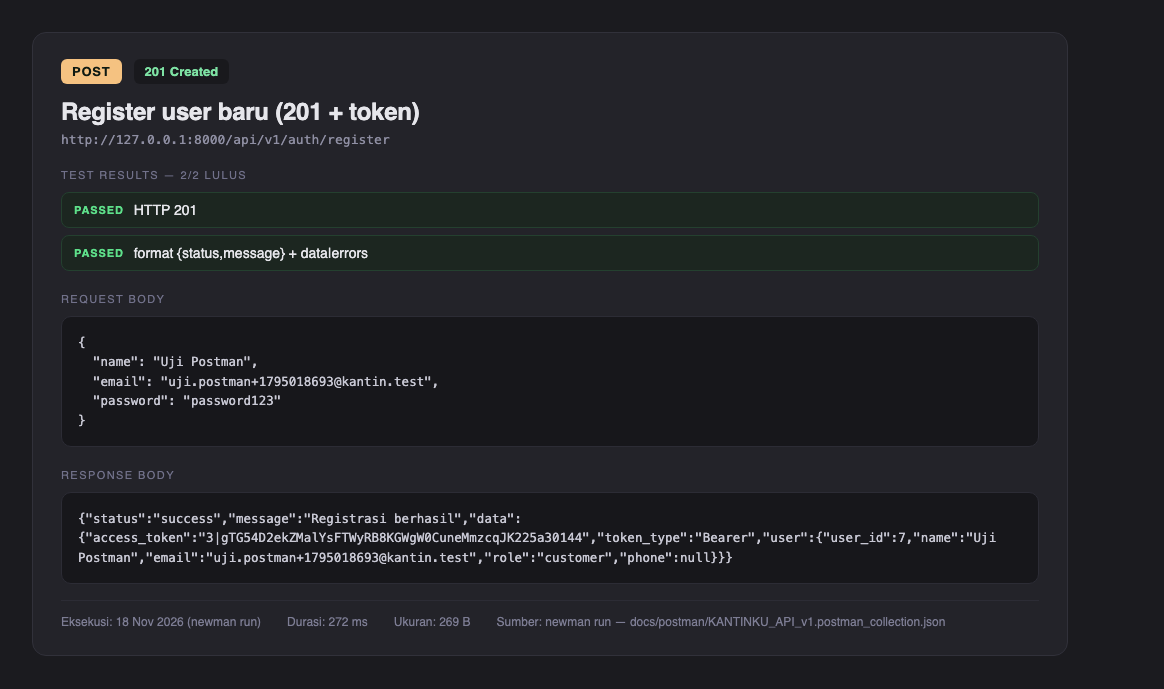 POST 201 Created
Register user baru (201 + token)
http://127.0.0.1:8000/api/v1/auth/register
TEST RESULTS — 2/2 LULUS
PASSED HTTP 201
PASSED format {status,message} + data|errors
REQUEST BODY
{
  "name": "Uji Postman",
  "email": "uji.postman+1795018693@kantin.test",
  "password": "password123"
}
RESPONSE BODY
{"status":"success","message":"Registrasi berhasil","data":
{"access_token":"3|gTG54D2ekZMalYsFTWyRB8KGWgW0CuneMmzcqJK225a30144","token_type":"Bearer","user":{"user_id":7,"name":"Uji
Postman","email":"uji.postman+1795018693@kantin.test","role":"customer","phone":null}}}
Eksekusi: 18 Nov 2026 (newman run) Durasi: 272 ms Ukuran: 269 B Sumber: newman run — docs/postman/KANTINKU_API_v1.postman_collection.json